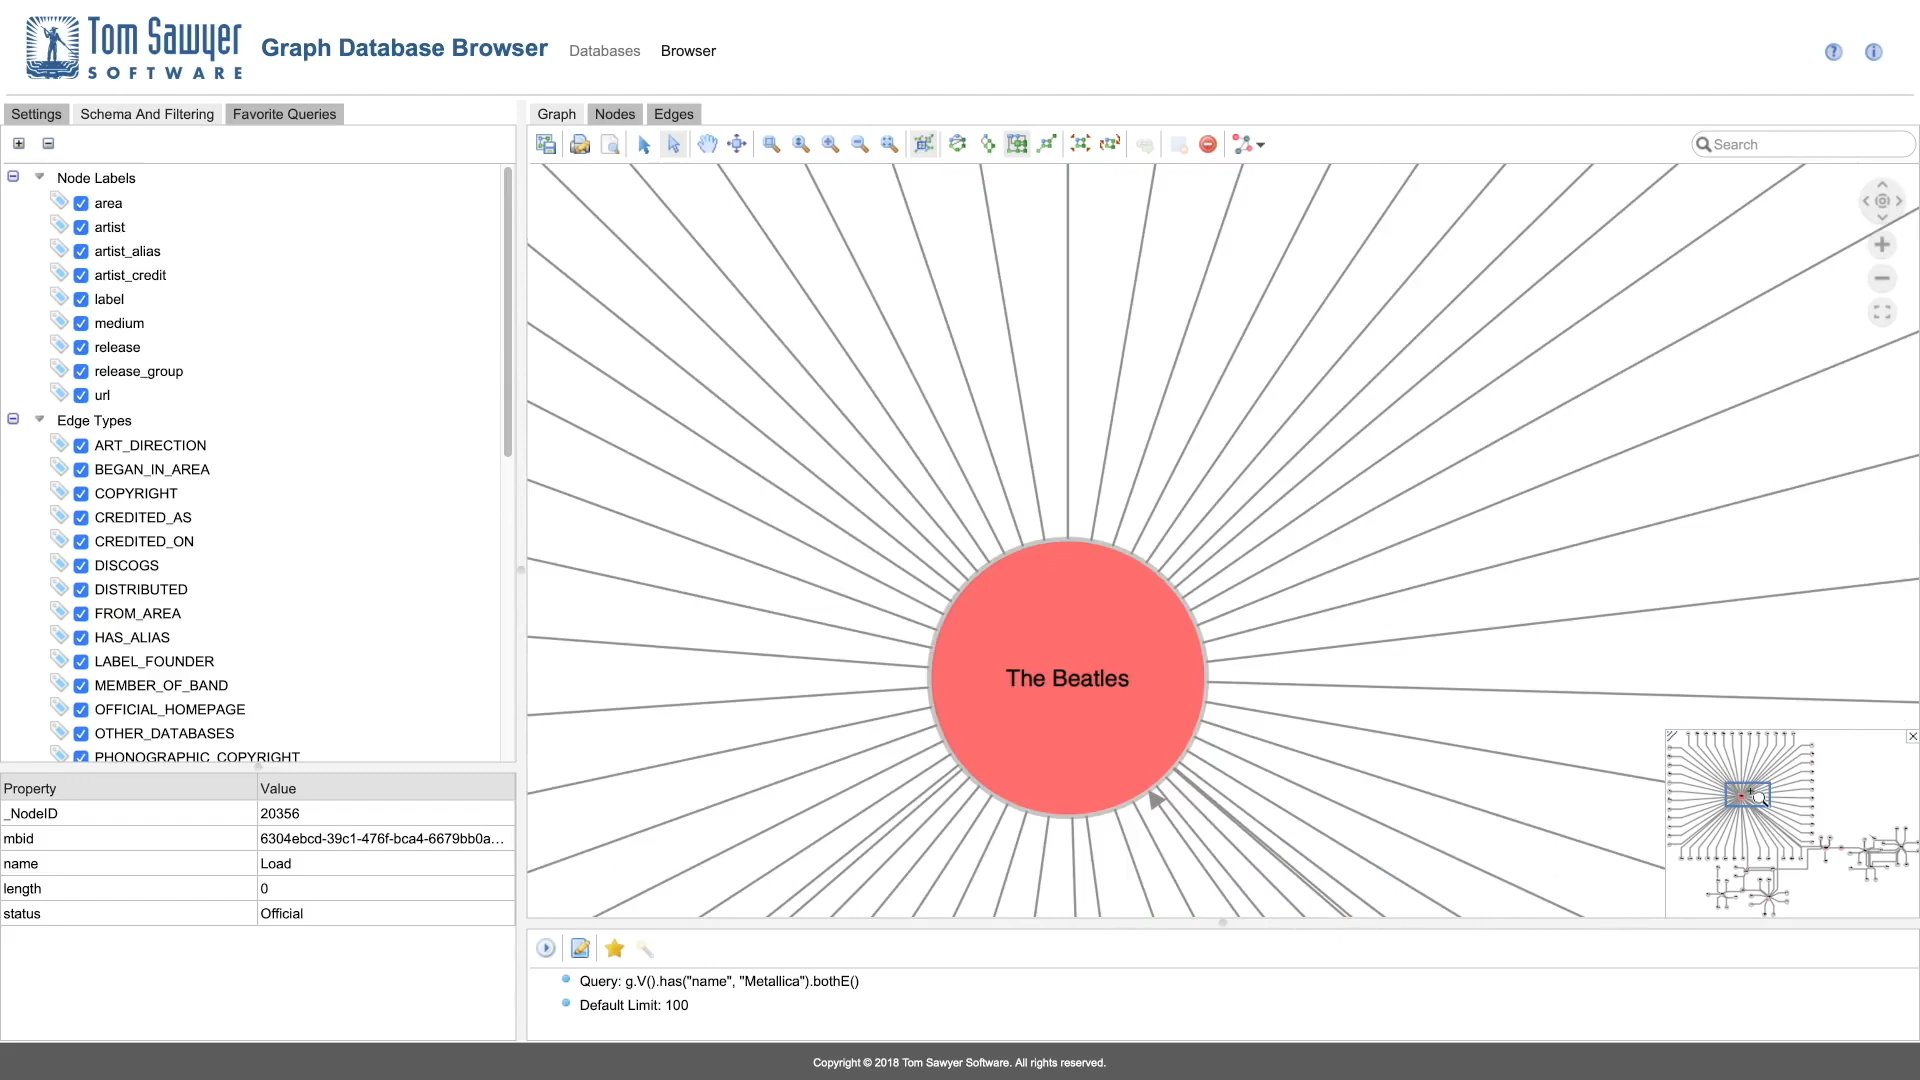 Tom Sawyer
SOFTWARE
Graph Database Browser
Databases
Browser
Settings
Schema And Filtering
Favorite Queries
Graph
Nodes
Edges
Search
Node Labels
area
artist
artist_alias
artist_credit
label
medium
release
release_group
url
Edge Types
ART_DIRECTION
BEGAN_IN_AREA
COPYRIGHT
CREDITED_AS
CREDITED_ON
DISCOGS
DISTRIBUTED
FROM_AREA
HAS_ALIAS
LABEL_FOUNDER
MEMBER_OF_BAND
OFFICIAL_HOMEPAGE
OTHER_DATABASES
PHONOGRAPHIC_COPYRIGHT
Property Value
_NodeID 20356
mbid 6304ebcd-39c1-476f-bca4-6679bb0a...
name Load
length 0
status Official
The Beatles
Query: g.V().has("name", "Metallica").bothE()
Default Limit: 100
Copyright © 2018 Tom Sawyer Software. All rights reserved.